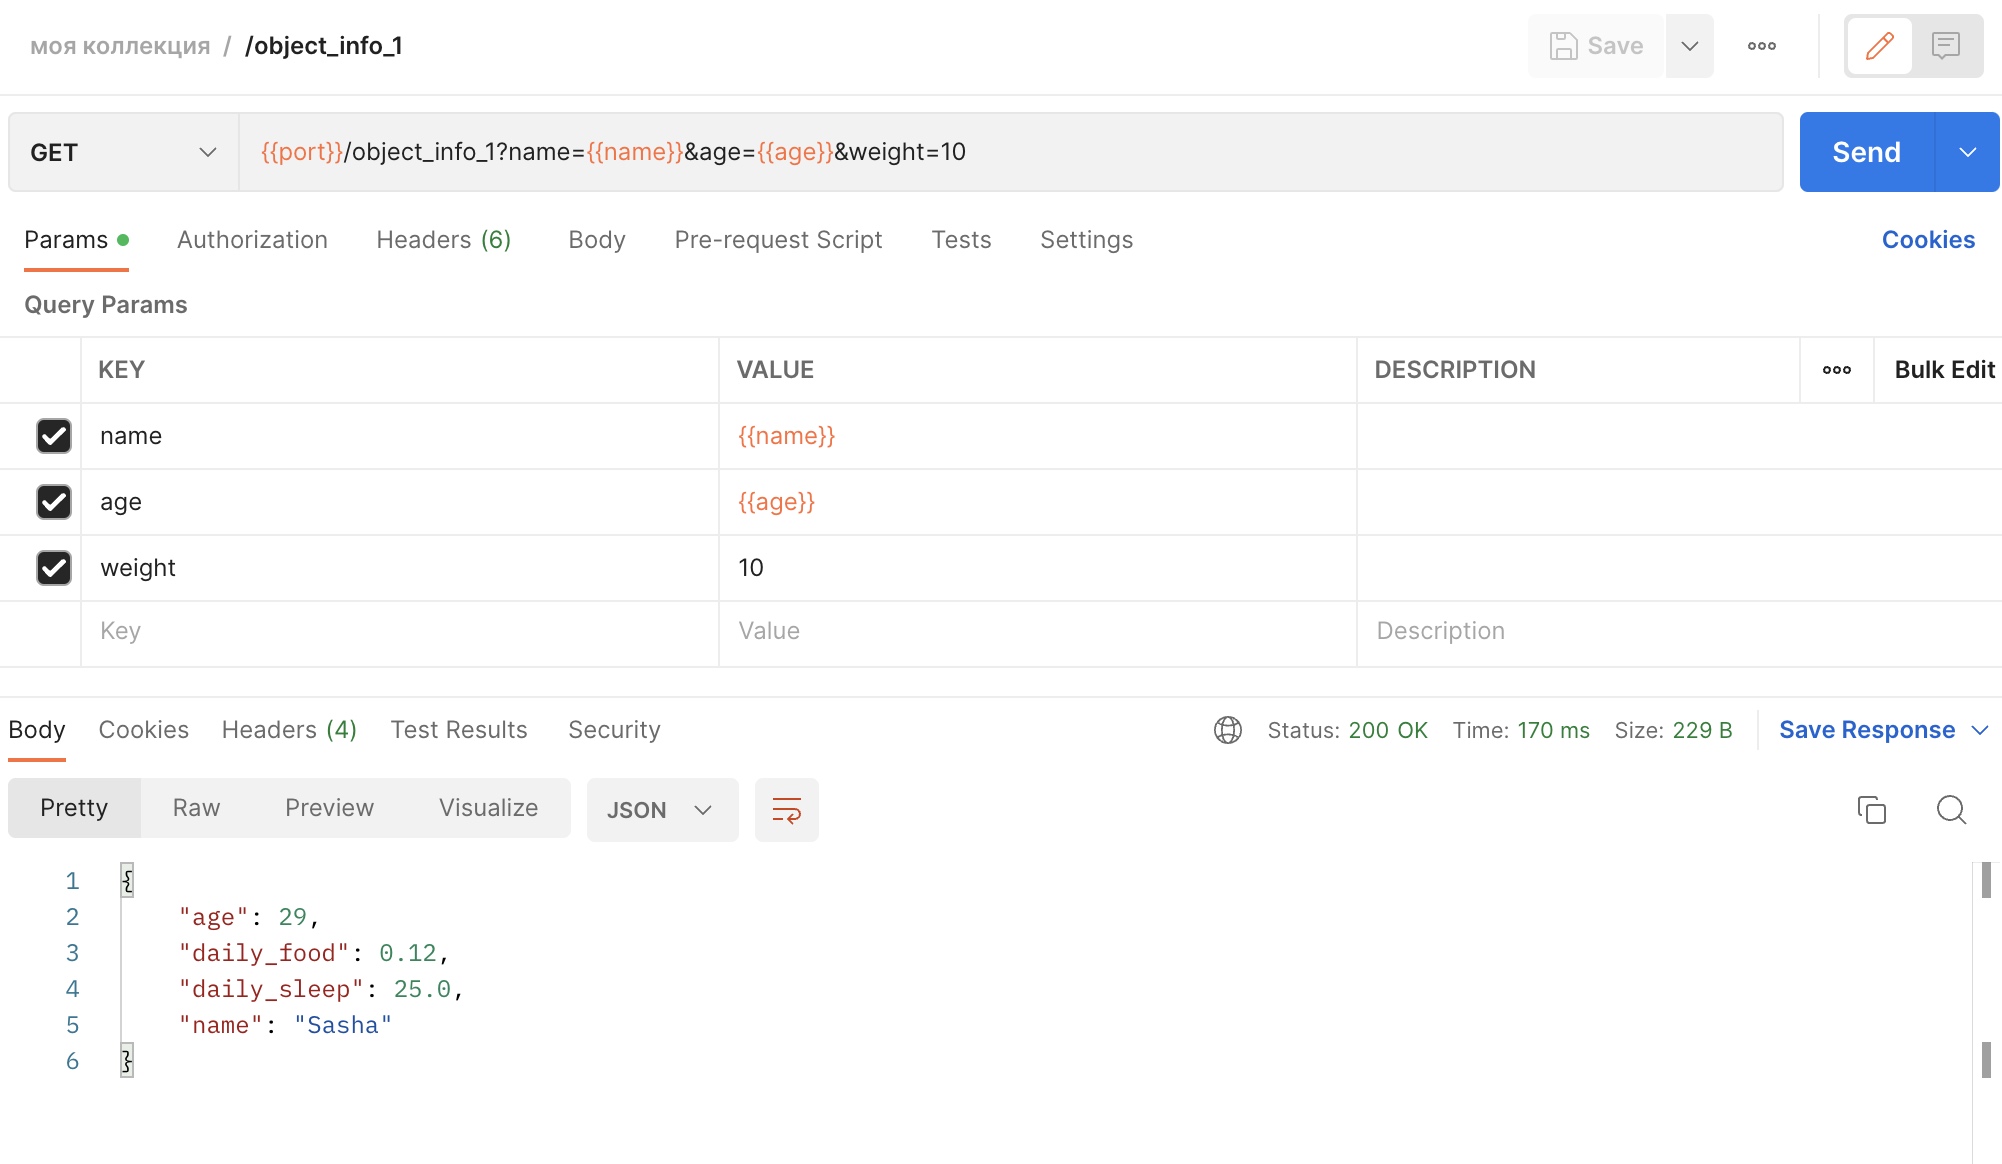 моя коллекция / /object_info_1
Save
GET
{{port}}/object_info_1?name={{name}}&age={{age}}&weight=10
Send
Params
Authorization
Headers (6)
Body
Pre-request Script
Tests
Settings
Cookies
Query Params
KEY VALUE DESCRIPTION Bulk Edit
name {{name}}
age {{age}}
weight 10
Key Value Description
Body Cookies Headers (4) Test Results Security
Status: 200 OK Time: 170 ms Size: 229 B Save Response
Pretty Raw Preview Visualize JSON
1 {
2 "age": 29,
3 "daily_food": 0.12,
4 "daily_sleep": 25.0,
5 "name": "Sasha"
6 }